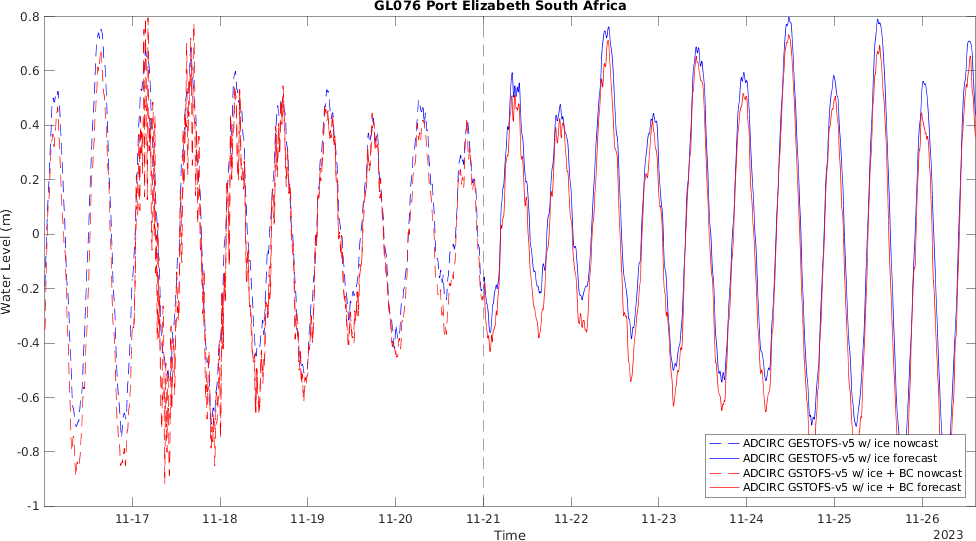 GL076 Port Elizabeth South Africa
0.8
0.6
0.4
0.2
0
-0.2
-0.4
-0.6
-0.8
-1
Water Level (m)
ADCIRC GESTOFS-v5 w/ ice nowcast
ADCIRC GESTOFS-v5 w/ ice forecast
ADCIRC GSTOFS-v5 w/ ice + BC nowcast
ADCIRC GSTOFS-v5 w/ ice + BC forecast
11-17 11-18 11-19 11-20 11-21 11-22 11-23 11-24 11-25 11-26
Time
2023